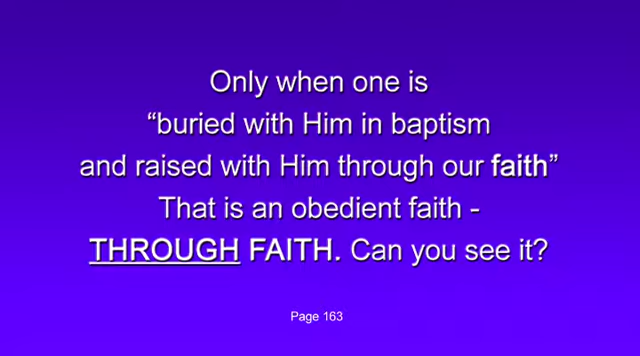 Only when one is
“buried with Him in baptism
and raised with Him through our faith”
That is an obedient faith -
THROUGH FAITH. Can you see it?
Page 163